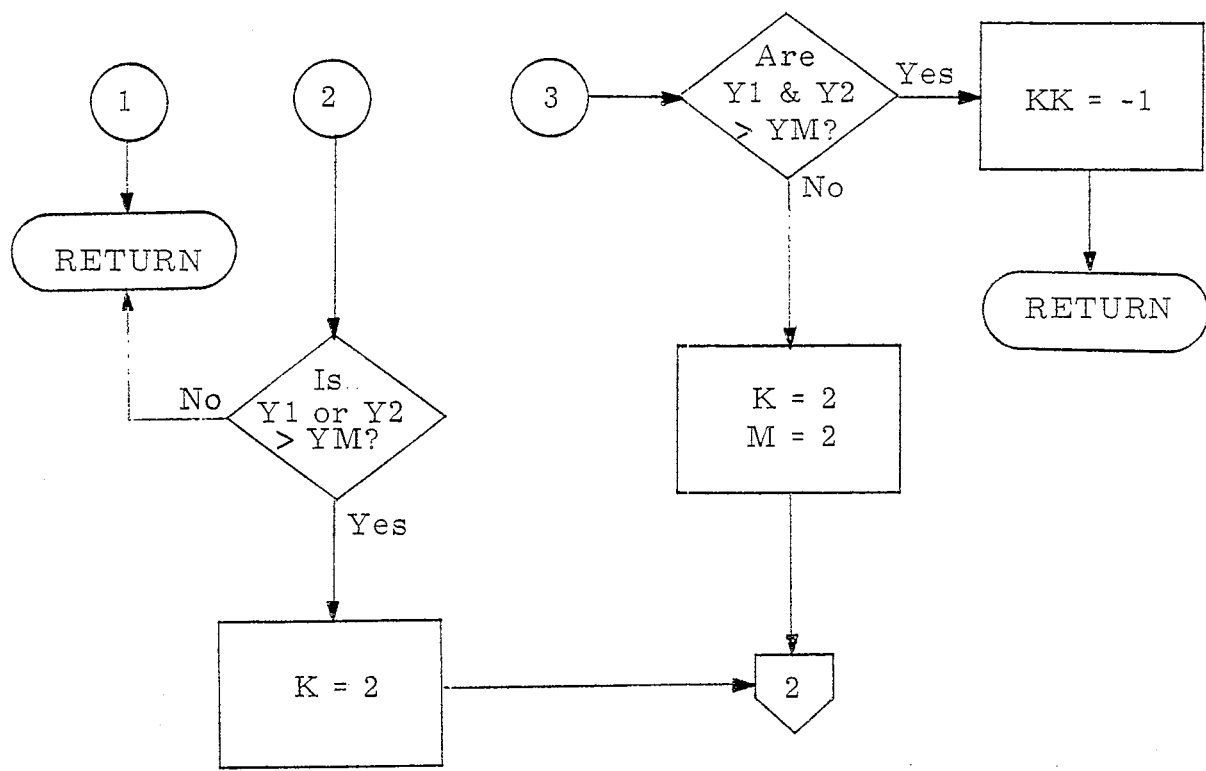 1
RETURN
2
Is
Y1 or Y2
> YM?
No
Yes
K = 2
3
Are
Y1 & Y2
> YM?
Yes
KK = -1
RETURN
No
K = 2
M = 2
2